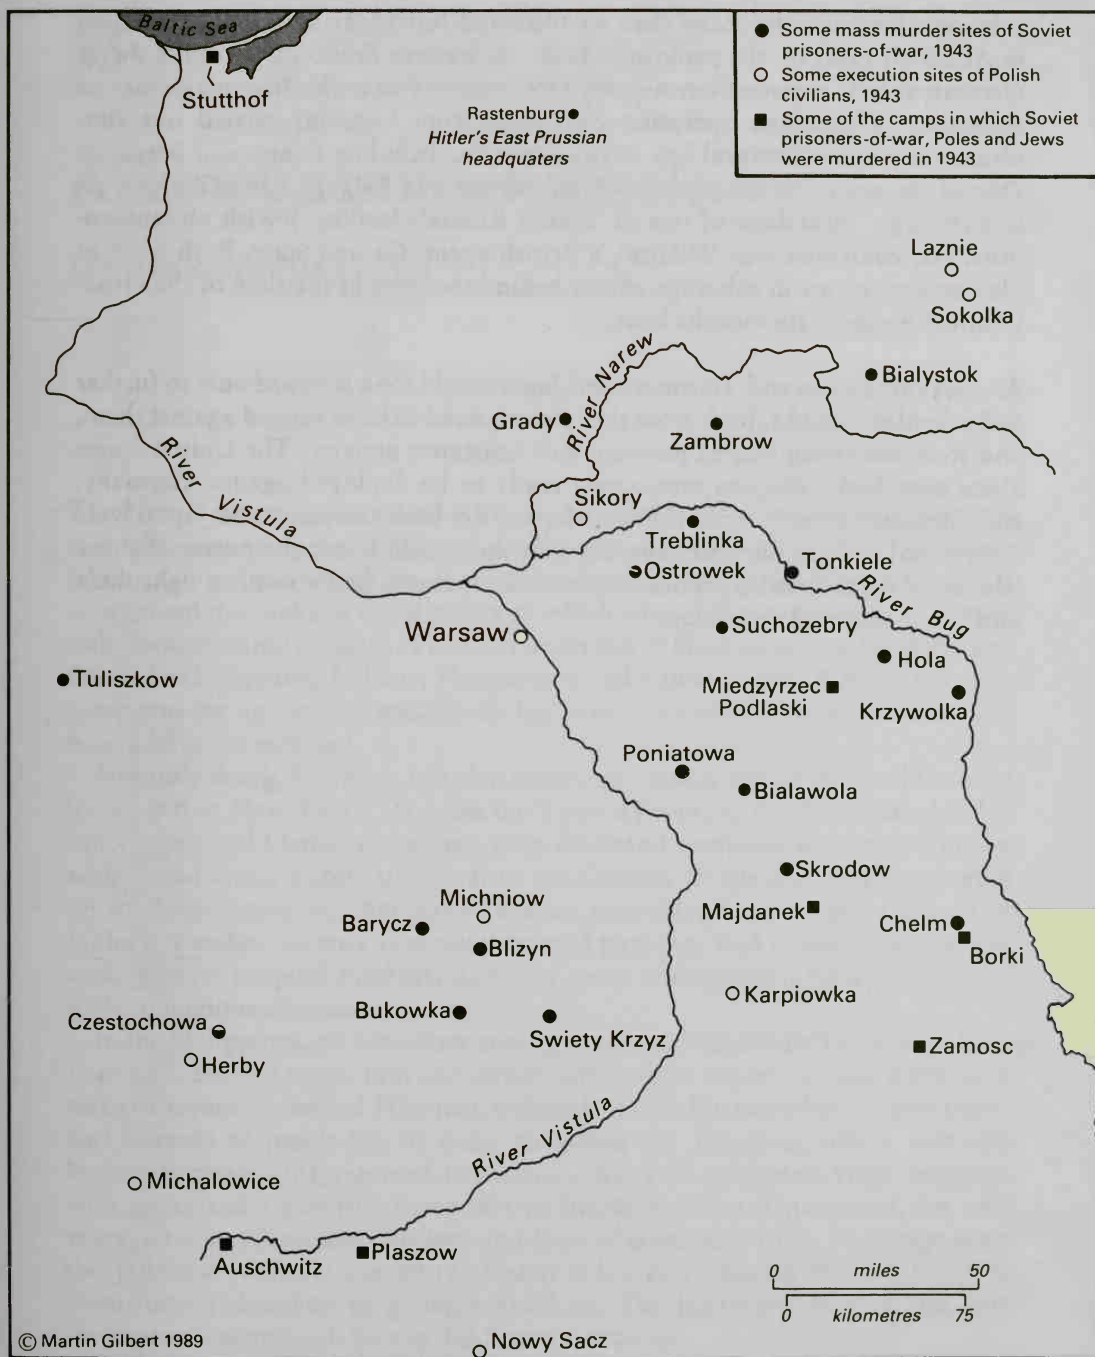 Baltic Sea
Some mass murder sites of Soviet
prisoners-of-war, 1943
Some execution sites of Polish
civilians, 1943
Some of the camps in which Soviet
prisoners-of-war, Poles and Jews
were murdered in 1943
Stutthof
Rastenburg
Hitler's East Prussian
headquaters
Laznie
Sokolka
River Narew
Bialystok
Grady
Zambrow
River Vistula
Sikory
Treblinka
Ostrowek
Tonkiele
River Bug
Warsaw
Suchozebry
Hola
Tuliszkow
Miedzyrzec
Podlaski
Krzywolka
Poniatowa
Bialawola
Skrodow
Michniow
Majdanek
Barycz
Chelm
Blizyn
Borki
Karpiowka
Bukowka
Czestochowa
Swiety Krzyz
Zamosc
Herby
River Vistula
Michalowice
Auschwitz
Plaszow
0 miles 50
0 kilometres 75
© Martin Gilbert 1989
Nowy Sacz